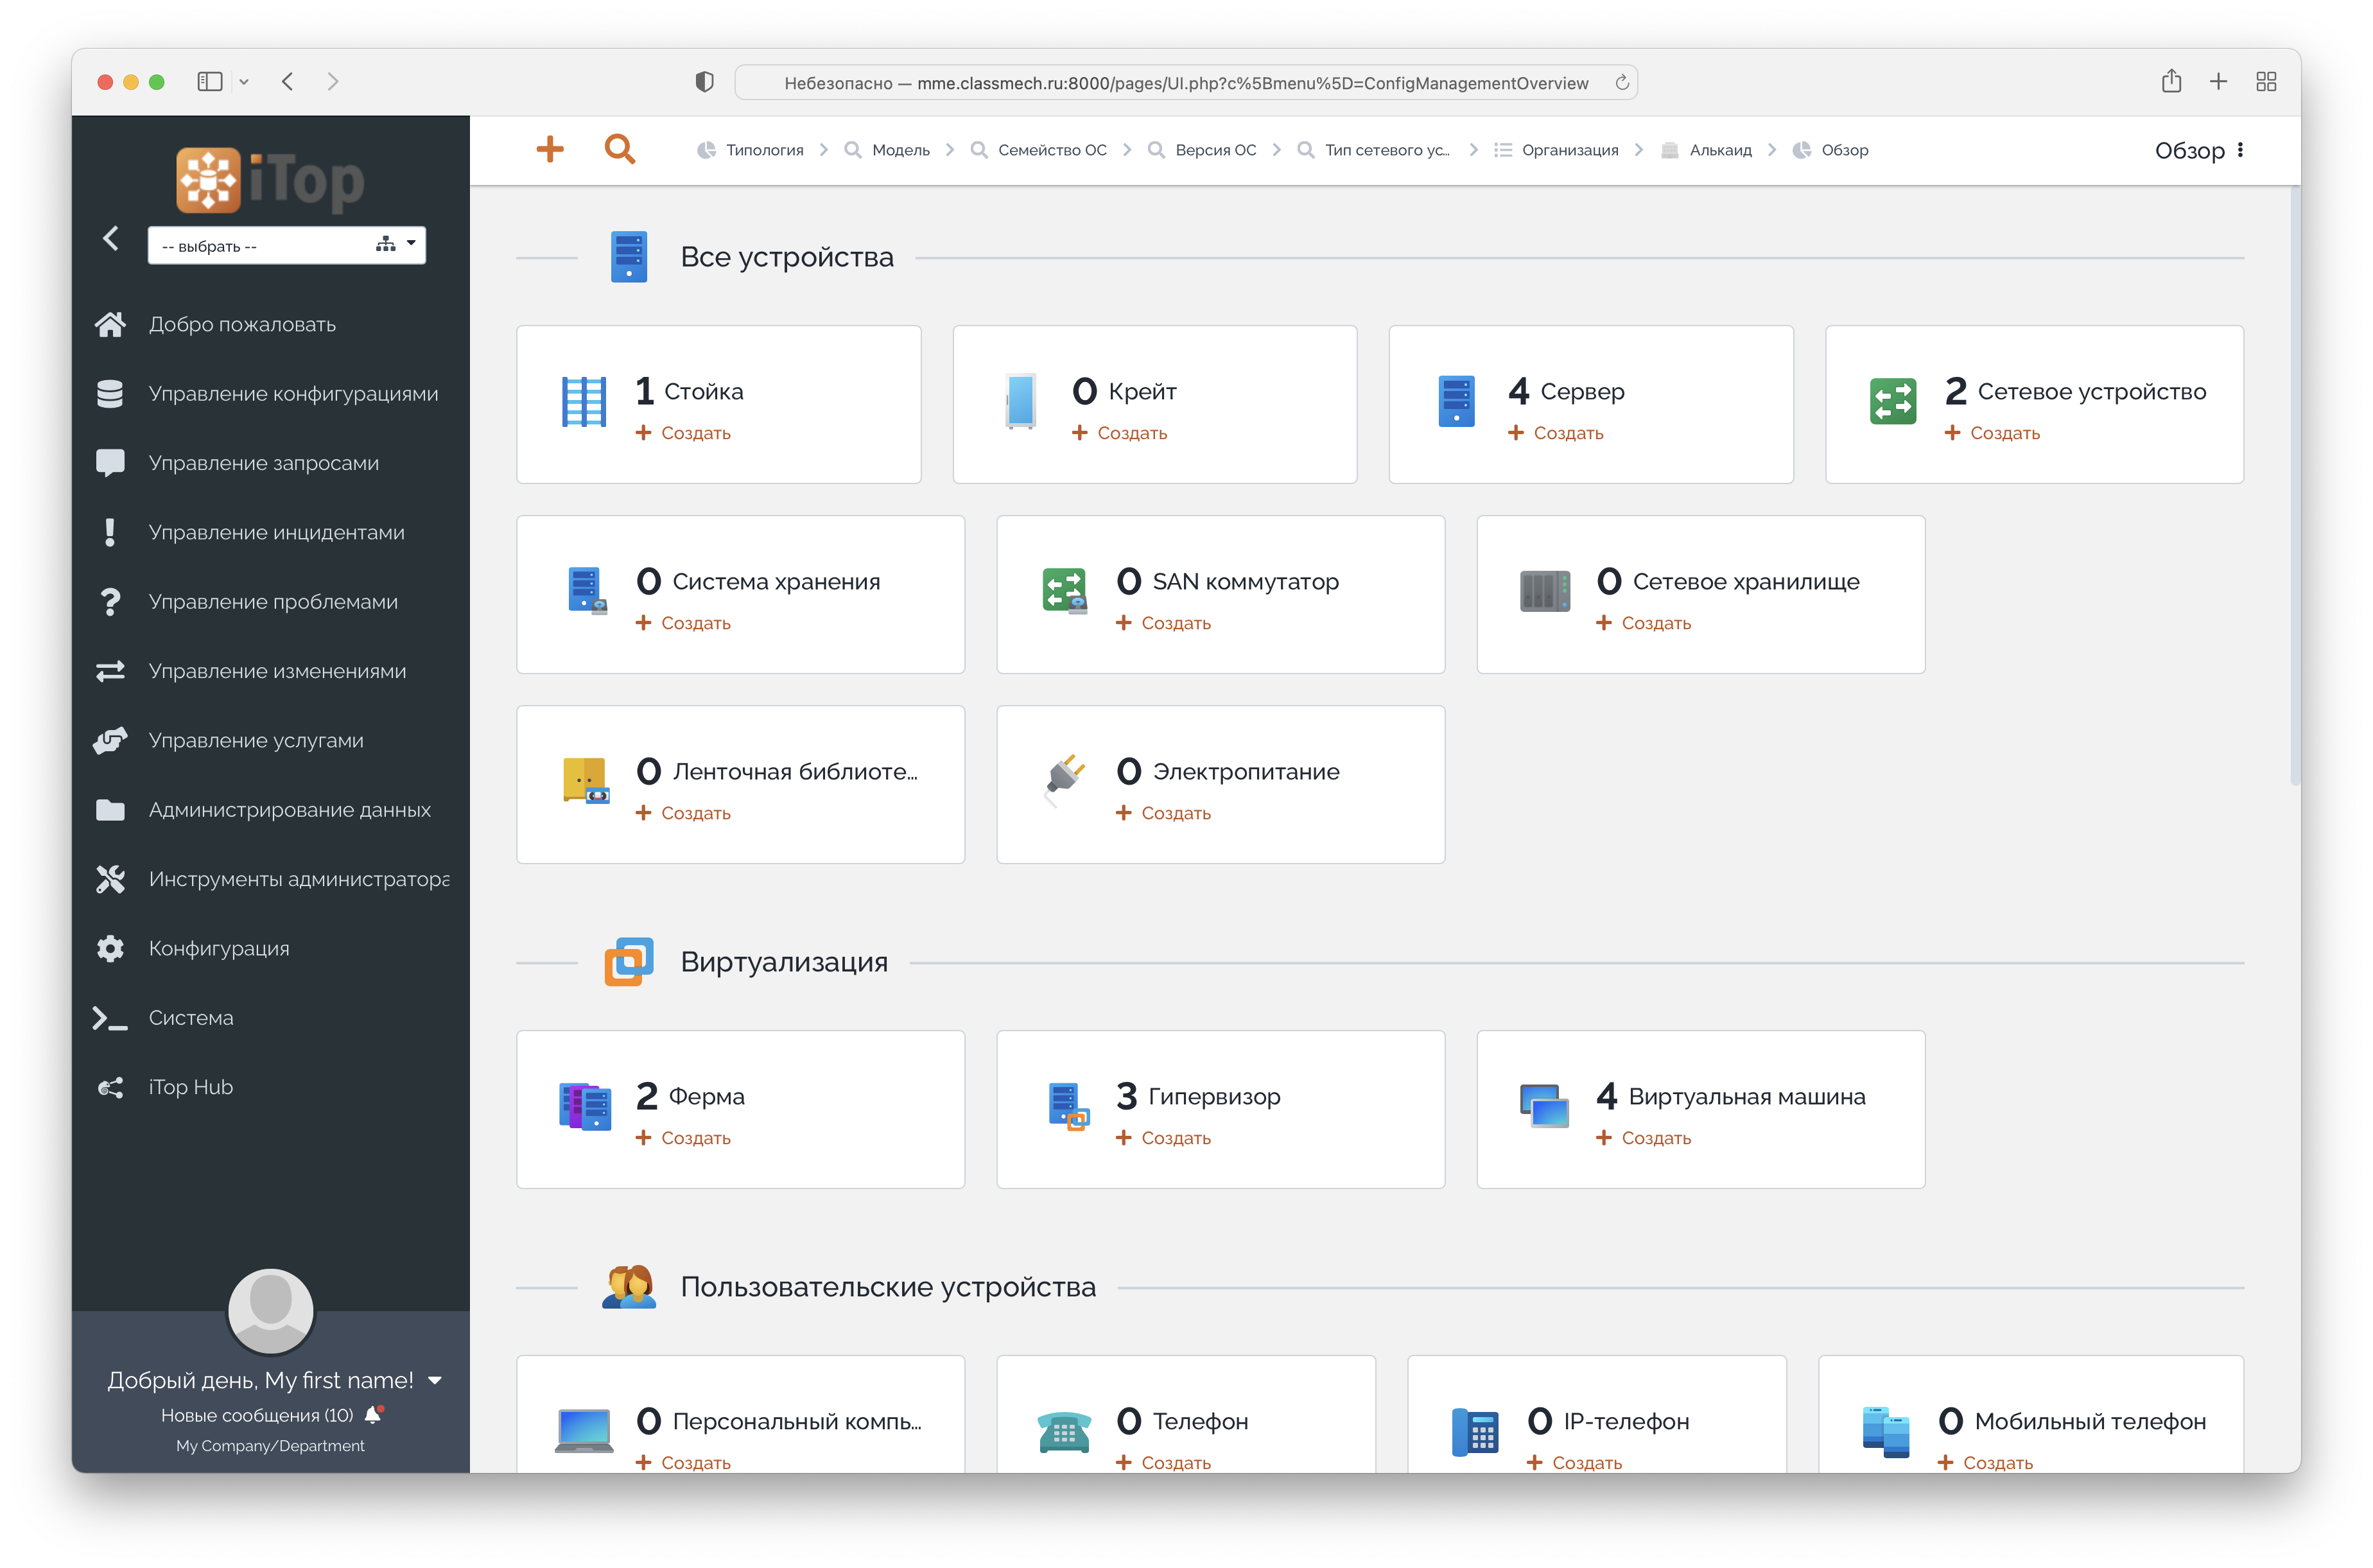 Небезопасно — mme.classmech.ru:8000/pages/UI.php?c%5Bmenu%5D=ConfigManagementOverview
iTop
-- выбрать --
Добро пожаловать
Управление конфигурациями
Управление запросами
Управление инцидентами
Управление проблемами
Управление изменениями
Управление услугами
Администрирование данных
Инструменты администратора
Конфигурация
Система
iTop Hub
Добрый день, My first name!
Новые сообщения (10)
My Company/Department
Типология
Модель
Семейство ОС
Версия ОС
Тип сетевого ус...
Организация
Алькаид
Обзор
Обзор
Все устройства
1 Стойка
Создать
0 Крейт
Создать
4 Сервер
Создать
2 Сетевое устройство
Создать
0 Система хранения
Создать
0 SAN коммутатор
Создать
0 Сетевое хранилище
Создать
0 Ленточная библиоте...
Создать
0 Электропитание
Создать
Виртуализация
2 Ферма
Создать
3 Гипервизор
Создать
4 Виртуальная машина
Создать
Пользовательские устройства
0 Персональный компь...
Создать
0 Телефон
Создать
0 IP-телефон
Создать
0 Мобильный телефон
Создать